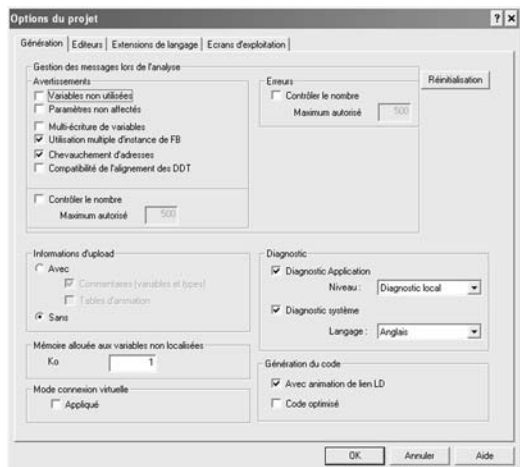 Options du projet
Génération Editeurs Extensions de langage Ecrans d'exploitation
Gestion des messages lors de l'analyse
Avertissements
Variables non utilisées
Paramètres non affectés
Multi-écriture de variables
Utilisation multiple d'instance de FB
Chevauchement d'adresses
Compatibilité de l'alignement des DDT
Contrôler le nombre
Maximum autorisé 500
Erreurs
Contrôler le nombre
Maximum autorisé 500
Réinitialisation
Informations d'upload
Avec
Commentaires (variables et types)
Tables d'animation
Sans
Diagnostic
Diagnostic Application
Niveau : Diagnostic local
Diagnostic système
Langage : Anglais
Mémoire allouée aux variables non localisées
Ko 1
Mode connexion virtuelle
Appliqué
Génération du code
Avec animation de lien LD
Code optimisé
OK Annuler Aide